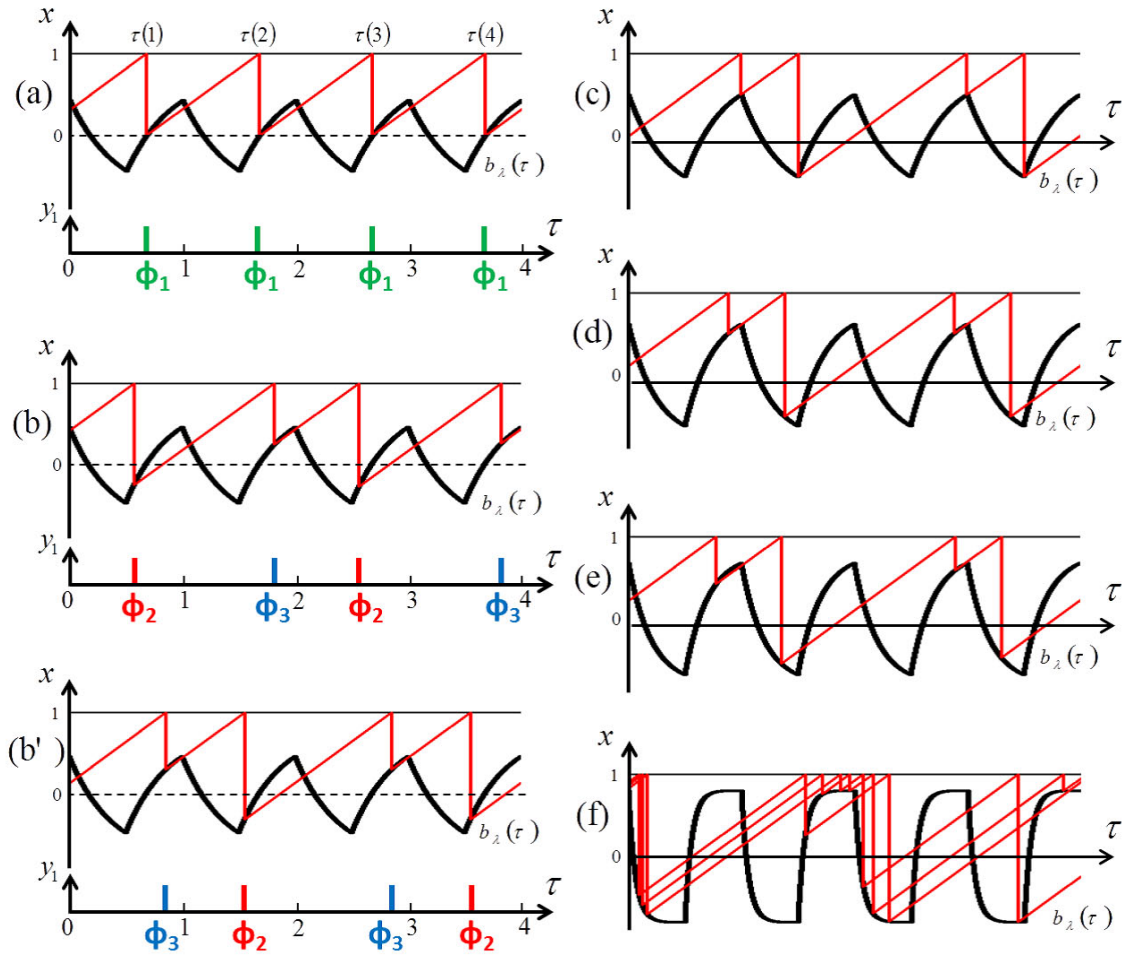 x
1 τ(1) τ(2) τ(3) τ(4)
(a)
0
b_λ(τ)
y₁
τ
0 1 2 3 4
Φ₁ Φ₁ Φ₁ Φ₁
x
1
(b)
0
b_λ(τ)
y₁
τ
0 1 2 3 4
Φ₂ Φ₃ Φ₂ Φ₃
x
1
(b')
0
b_λ(τ)
y₁
τ
0 1 2 3 4
Φ₃ Φ₂ Φ₃ Φ₂
x
1
(c)
τ
0
b_λ(τ)
x
1
(d)
τ
0
b_λ(τ)
x
1
(e)
τ
0
b_λ(τ)
x
1
(f)
τ
0
b_λ(τ)